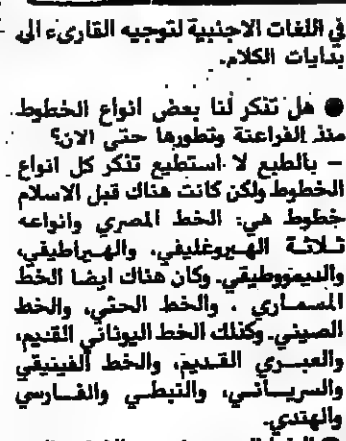 في اللغات الاجنبية لتوجيه القارىء الى
بدايات الكلام.
● هل تذكر لنا بعض انواع الخطوط
منذ الفراعنة وتطورها حتى الان؟
– بالطبع لا استطيع تذكر كل انواع
الخطوط ولكن كانت هناك قبل الاسلام
خطوط هي: الخط المصري وانواعه
ثلاثة الهيروغليفي، والهيراطيقي،
والديموطيقي. وكان هناك ايضا الخط
المسماري، والخط الحثي، والخط
الصيني. وكذلك الخط اليوناني القديم،
والعبري القديم، والخط الفينيقي
والسرياني، والنبطي والفارسي
والهندي.